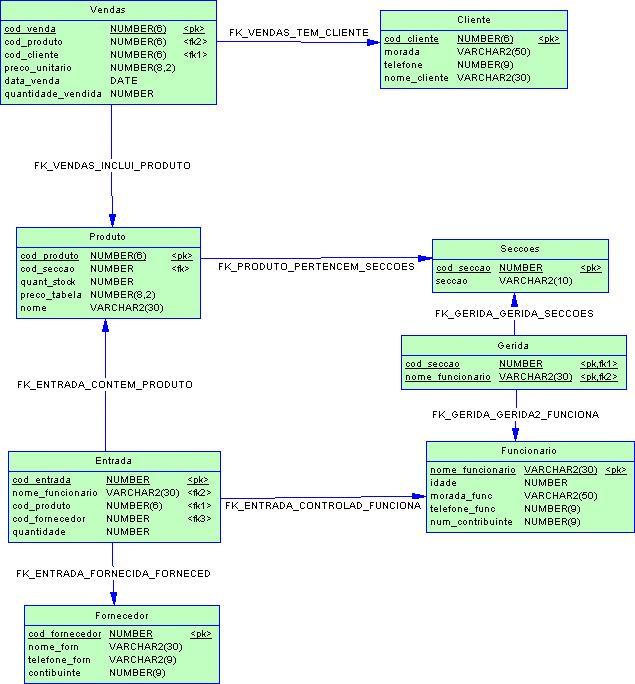 Vendas
cod_venda NUMBER(6) <pk>
cod_produto NUMBER(6) <fk2>
cod_cliente NUMBER(6) <fk1>
preco_unitario NUMBER(8,2)
data_venda DATE
quantidade_vendida NUMBER
FK_VENDAS_TEM_CLIENTE
Cliente
cod_cliente NUMBER(6) <pk>
morada VARCHAR2(50)
telefone NUMBER(9)
nome_cliente VARCHAR2(30)
FK_VENDAS_INCLUI_PRODUTO
Produto
cod_produto NUMBER(6) <pk>
cod_seccao NUMBER <fk>
quant_stock NUMBER
preco_tabela NUMBER(8,2)
nome VARCHAR2(30)
FK_PRODUTO_PERTENCEM_SECCOES
Seccoes
cod_seccao NUMBER <pk>
seccao VARCHAR2(10)
FK_GERIDA_GERIDA_SECCOES
Gerida
cod_seccao NUMBER <pk,fk1>
nome_funcionario VARCHAR2(30) <pk,fk2>
FK_ENTRADA_CONTEM_PRODUTO
FK_GERIDA_GERIDA2_FUNCIONA
Entrada
cod_entrada NUMBER <pk>
nome_funcionario VARCHAR2(30) <fk2>
cod_produto NUMBER(6) <fk1>
cod_fornecedor NUMBER <fk3>
quantidade NUMBER
FK_ENTRADA_CONTROLAD_FUNCIONA
Funcionario
nome_funcionario VARCHAR2(30) <pk>
idade NUMBER
morada_func VARCHAR2(50)
telefone_func NUMBER(9)
num_contribuinte NUMBER(9)
FK_ENTRADA_FORNECIDA_FORNECED
Fornecedor
cod_fornecedor NUMBER <pk>
nome_forn VARCHAR2(30)
telefone_forn VARCHAR2(9)
contibuinte NUMBER(9)